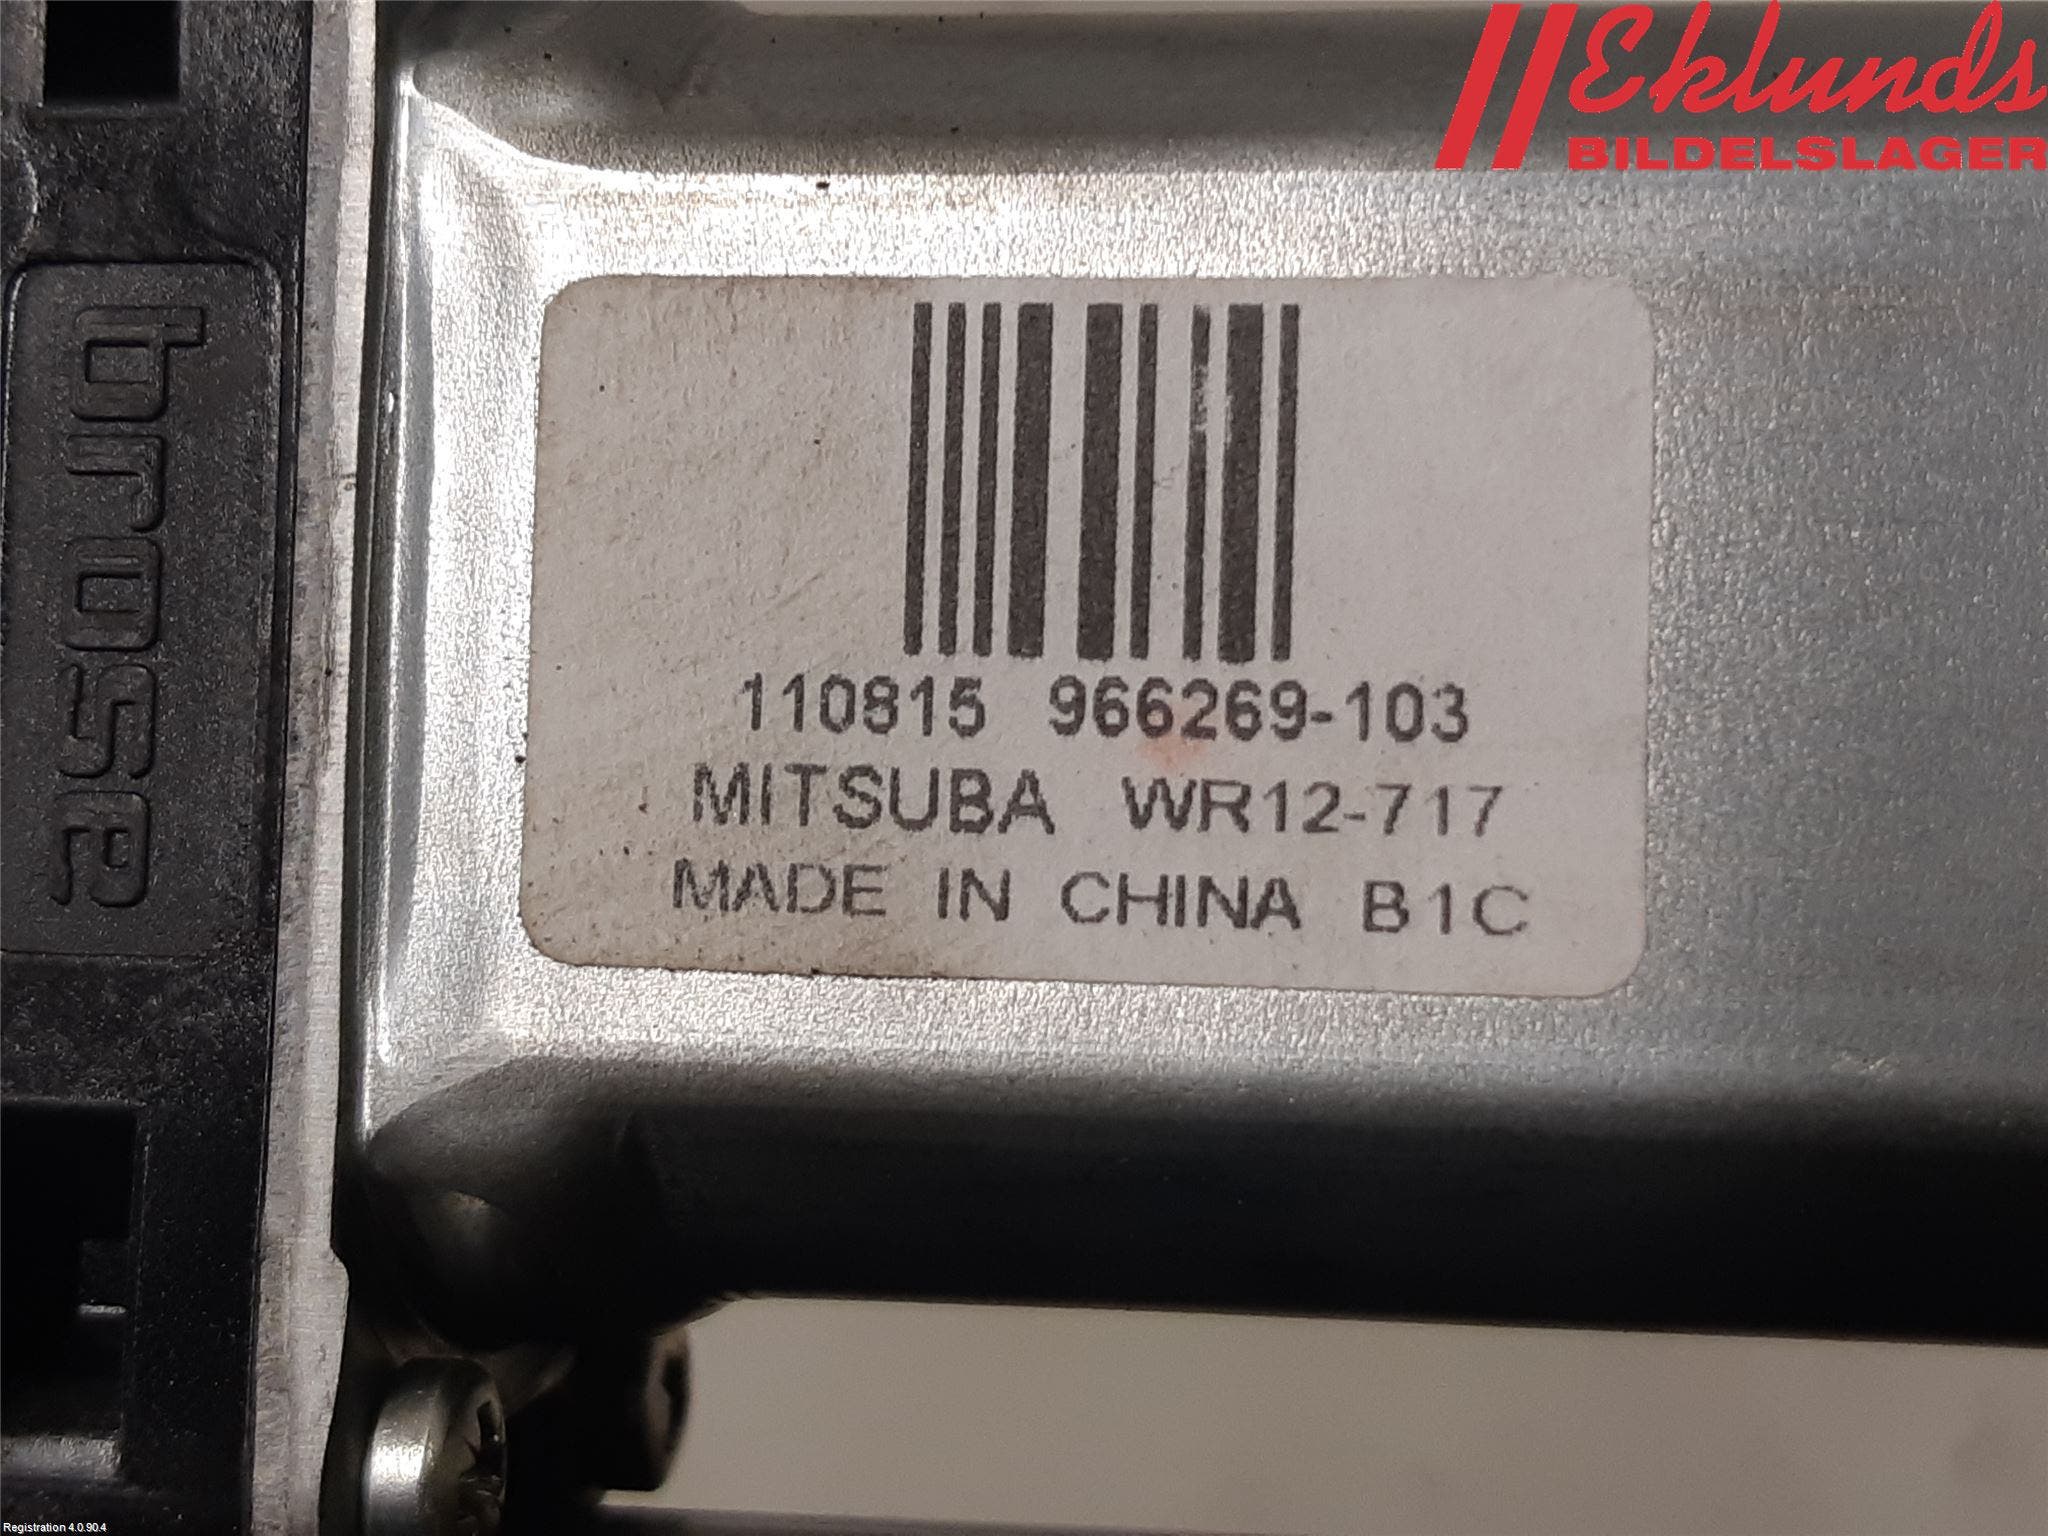 Eklunds
BILDELSLAGER
brose
110815 966269-103
MITSUBA WR12-717
MADE IN CHINA B1C
Registration 4.0.90.4